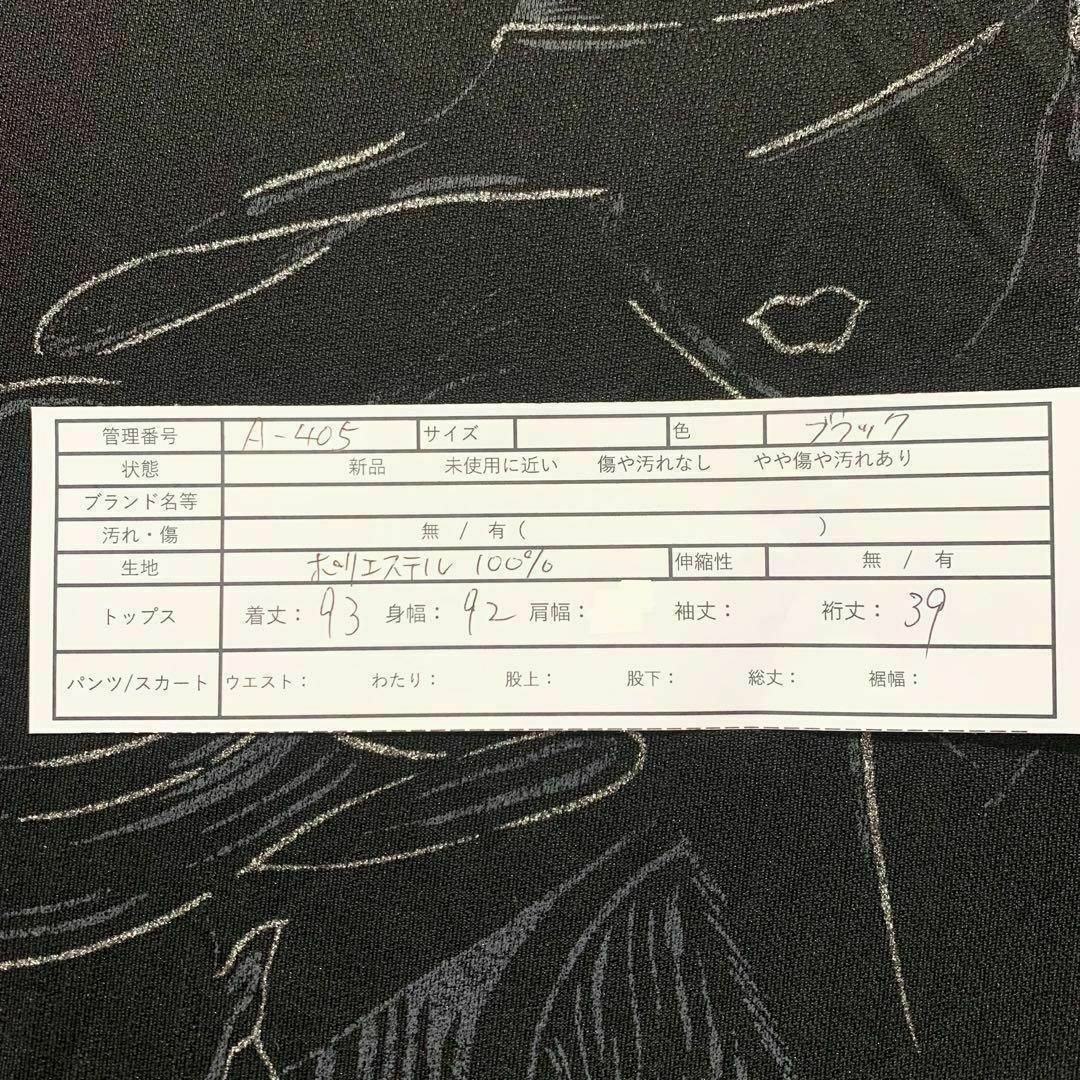 管理番号 A-405 サイズ 色 ブラック
状態 新品 未使用に近い 傷や汚れなし やや傷や汚れあり
ブランド名等
汚れ・傷 無 / 有 ( )
生地 ポリエステル 100% 伸縮性 無 / 有
トップス 着丈: 93 身幅: 92 肩幅: 袖丈: 裄丈: 39
パンツ/スカート ウエスト: わたり: 股上: 股下: 総丈: 裾幅: